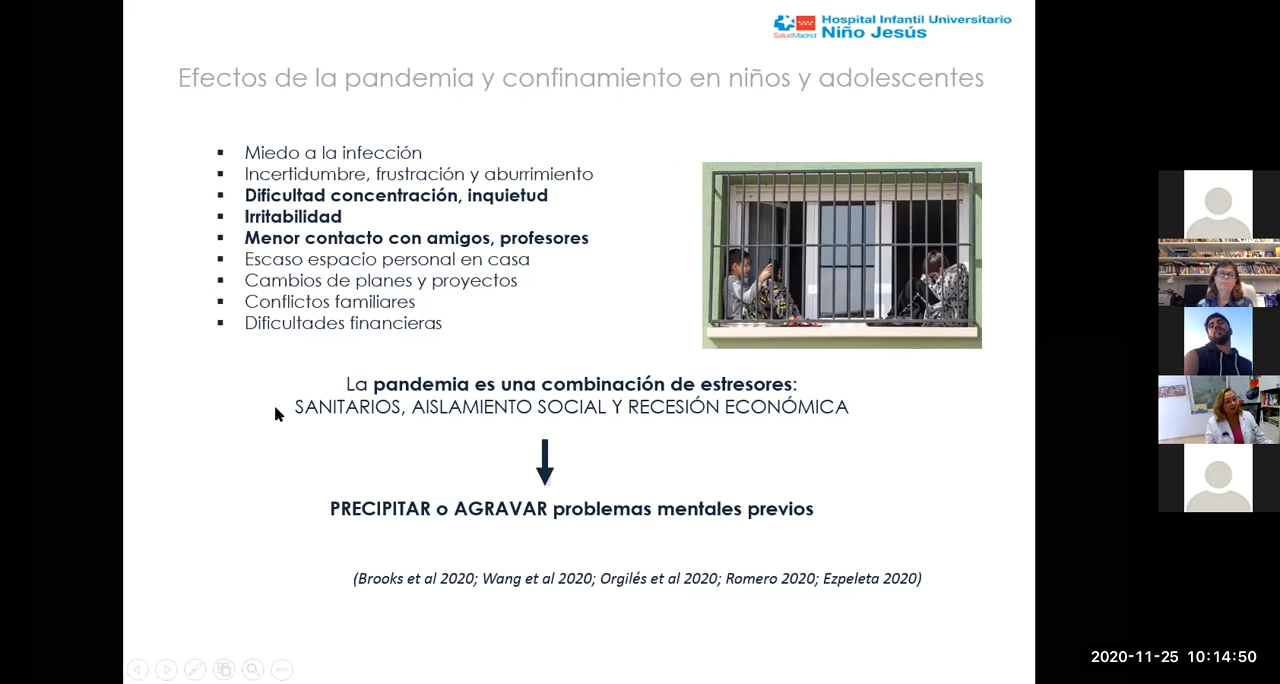 Hospital Infantil Universitario
Niño Jesús
SaludMadrid
Efectos de la pandemia y confinamiento en niños y adolescentes
Miedo a la infección
Incertidumbre, frustración y aburrimiento
Dificultad concentración, inquietud
Irritabilidad
Menor contacto con amigos, profesores
Escaso espacio personal en casa
Cambios de planes y proyectos
Conflictos familiares
Dificultades financieras
La pandemia es una combinación de estresores:
SANITARIOS, AISLAMIENTO SOCIAL Y RECESIÓN ECONÓMICA
PRECIPITAR o AGRAVAR problemas mentales previos
(Brooks et al 2020; Wang et al 2020; Orgilés et al 2020; Romero 2020; Ezpeleta 2020)
2020-11-25 10:14:50